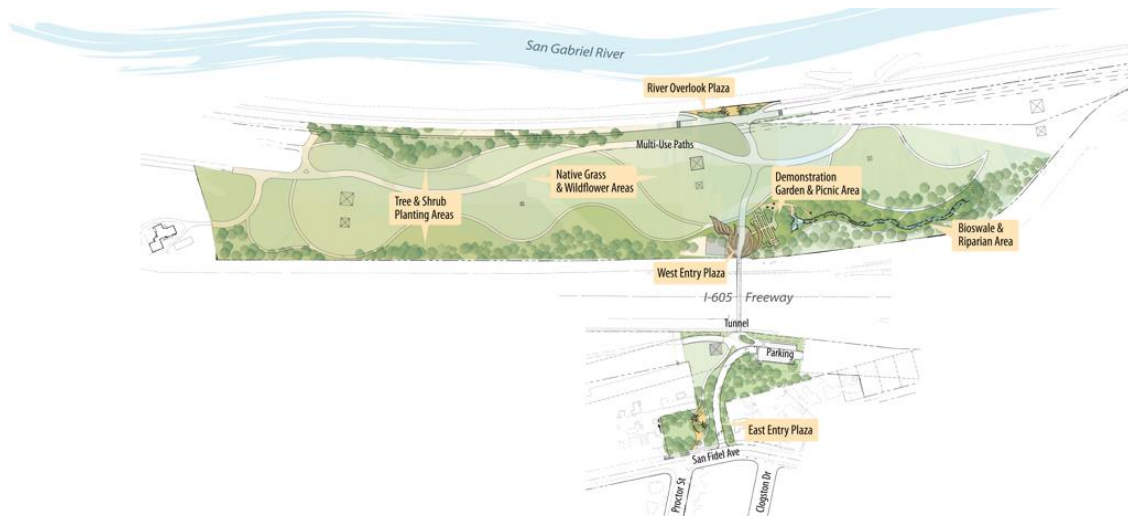 San Gabriel River
River Overlook Plaza
Multi-Use Paths
Native Grass
& Wildflower Areas
Demonstration
Garden & Picnic Area
Tree & Shrub
Planting Areas
Bioswale &
Riparian Area
West Entry Plaza
I-605 Freeway
Tunnel
Parking
East Entry Plaza
San Fidel Ave
Proctor St
Clogston Dr